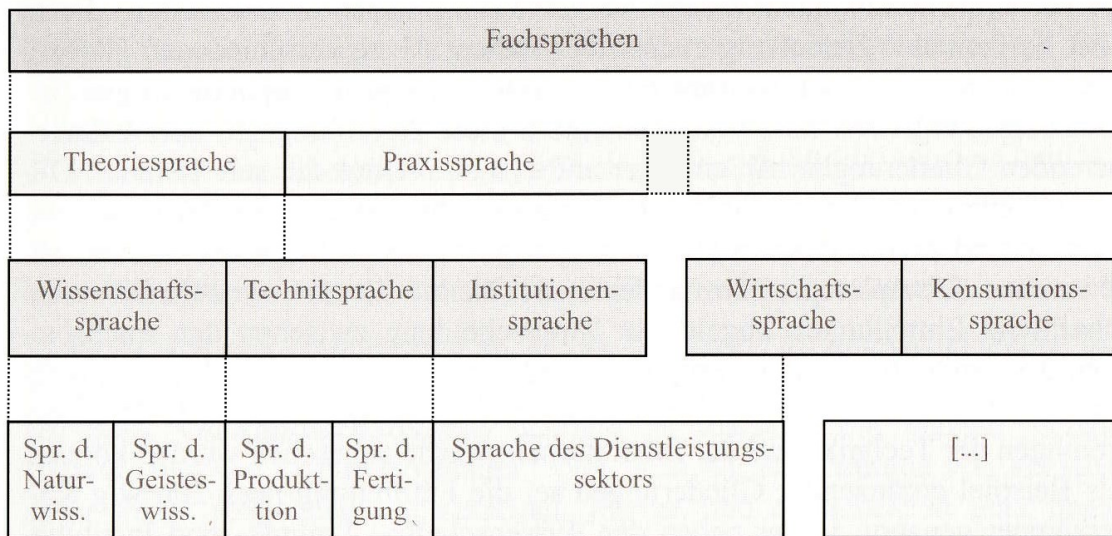 Fachsprachen
Theoriesprache
Praxissprache
Wissenschafts-
sprache
Techniksprache
Institutionen-
sprache
Wirtschafts-
sprache
Konsumtions-
sprache
Spr. d.
Natur-
wiss.
Spr. d.
Geistes-
wiss.
Spr. d.
Produkt-
tion
Spr. d.
Ferti-
gung
Sprache des Dienstleistungs-
sektors
[...]